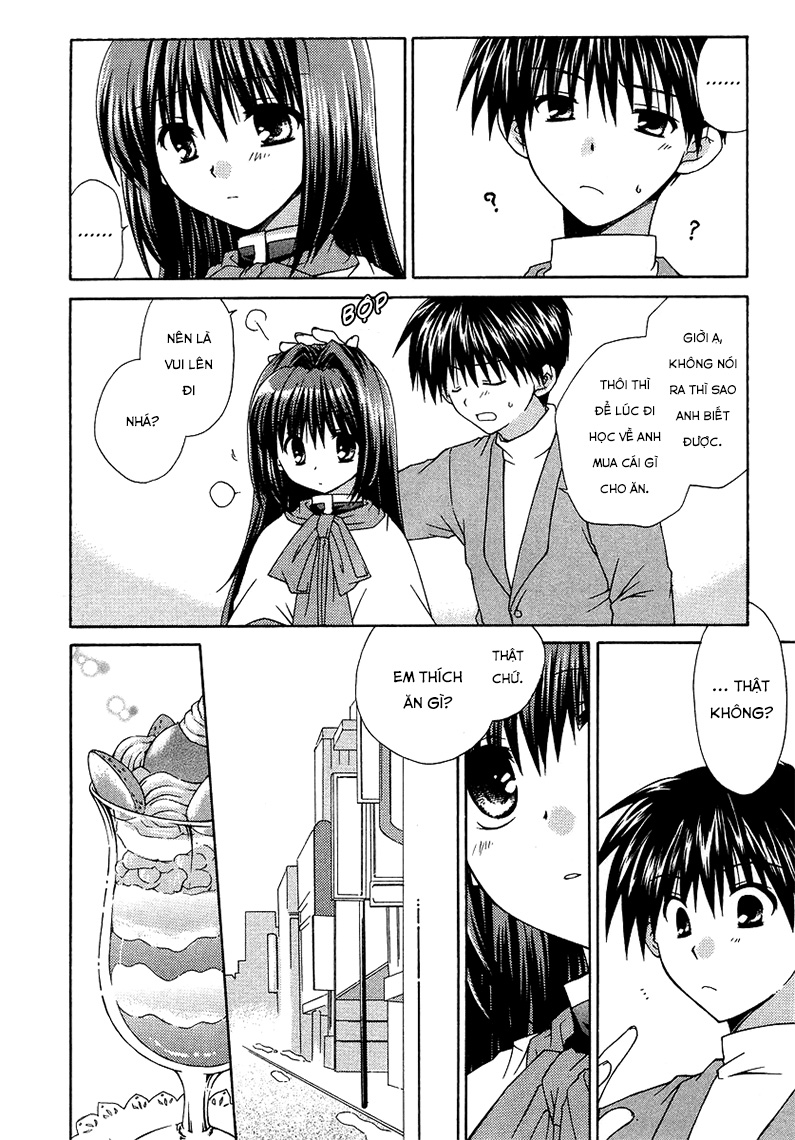 ……
……
GIỜI Ạ,
KHÔNG NÓI
RA THÌ SAO
ANH BIẾT
ĐƯỢC.
THÔI THÌ
ĐỂ LÚC ĐI
HỌC VỀ ANH
MUA CÁI GÌ
CHO ĂN.
BỘP
NÊN LÀ
VUI LÊN
ĐI
NHÁ?
... THẬT
KHÔNG?
THẬT
CHỨ.
EM THÍCH
ĂN GÌ?